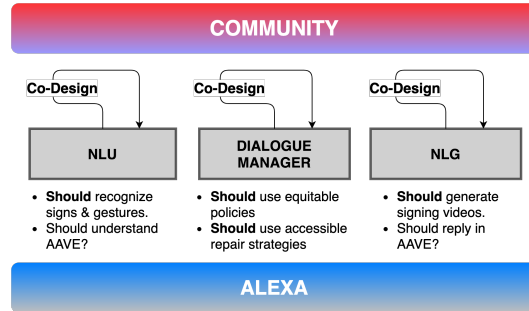 COMMUNITY
Co-Design
Co-Design
Co-Design
NLU
DIALOGUE
MANAGER
NLG
• Should recognize
signs & gestures.
• Should understand
AAVE?
• Should use equitable
policies
• Should use accessible
repair strategies
• Should generate
signing videos.
• Should reply in
AAVE?
ALEXA